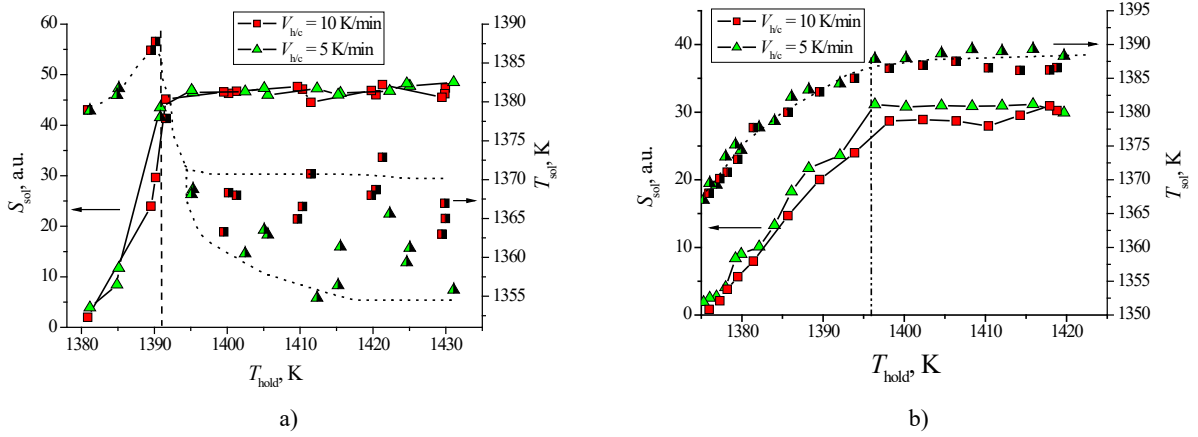 V_h/c = 10 K/min
V_h/c = 5 K/min
60
50
40
30
20
10
0
S_sol, a.u.
1390
1385
1380
1375
1370
1365
1360
1355
T_sol, K
1380 1390 1400 1410 1420 1430
T_hold, K
a)
V_h/c = 10 K/min
V_h/c = 5 K/min
40
30
20
10
0
S_sol, a.u.
1395
1390
1385
1380
1375
1370
1365
1360
1355
1350
T_sol, K
1380 1390 1400 1410 1420
T_hold, K
b)